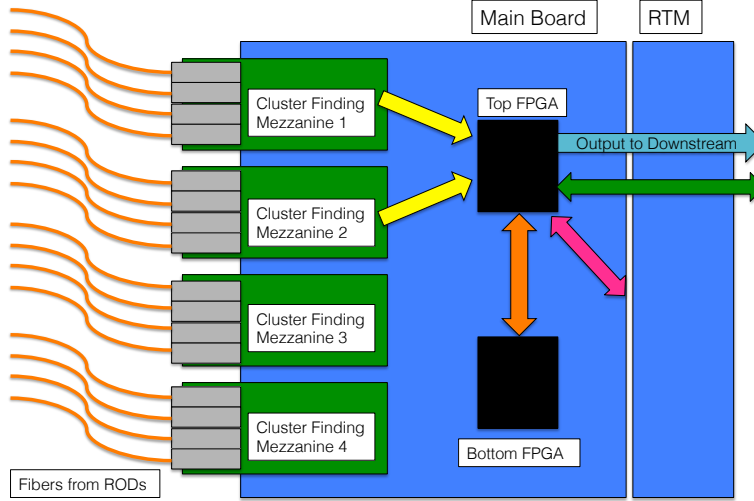 Main Board
RTM
Cluster Finding
Mezzanine 1
Top FPGA
Output to Downstream
Cluster Finding
Mezzanine 2
Cluster Finding
Mezzanine 3
Cluster Finding
Mezzanine 4
Bottom FPGA
Fibers from RODs